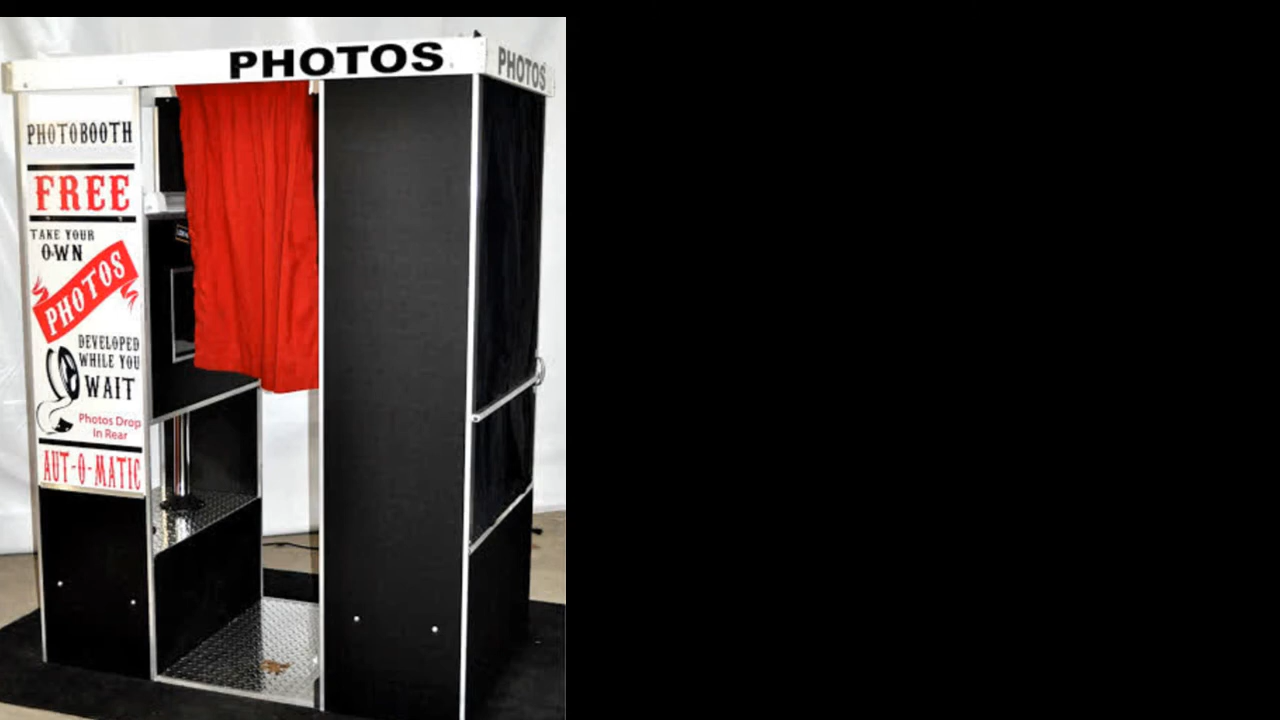 PHOTOS
PHOTOS
PHOTOBOOTH
FREE
TAKE YOUR
OWN
PHOTOS
DEVELOPED
WHILE YOU
WAIT
Photos Drop
In Rear
AUT-O-MATIC